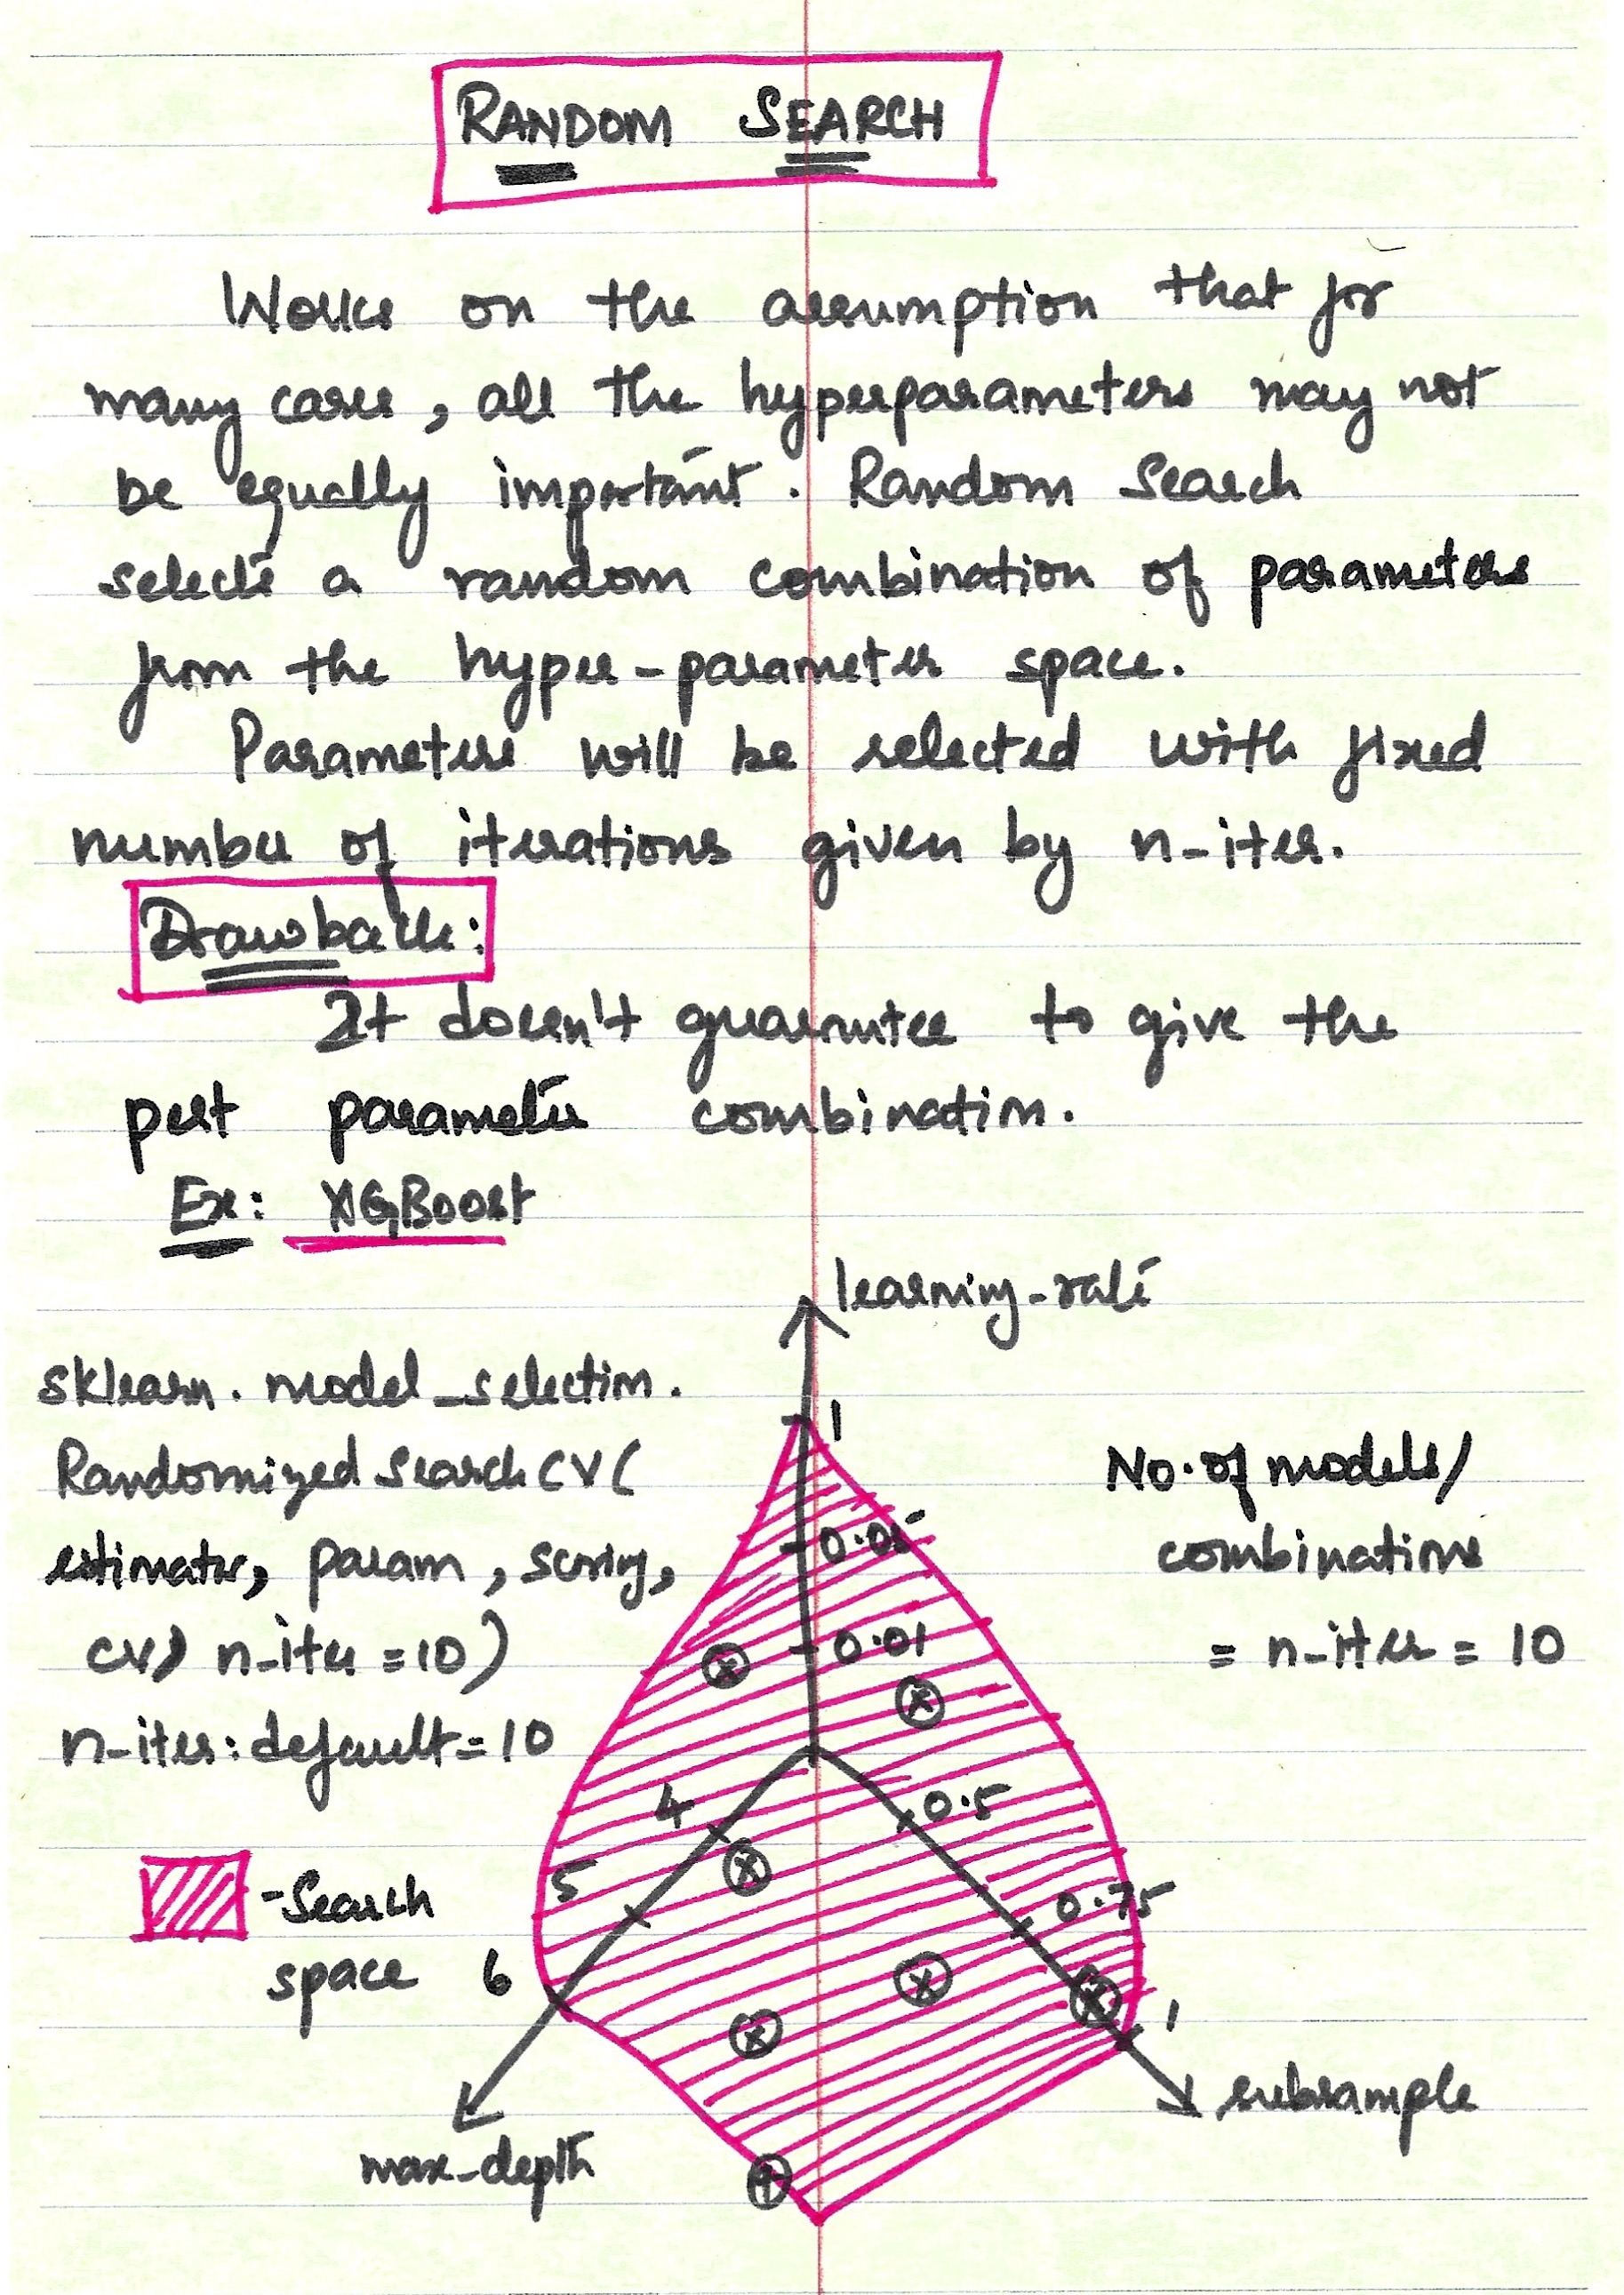 RANDOM SEARCH
Works on the assumption that for
many cases, all the hyperparameters may not
be equally important. Random Search
selects a random combination of parameters
from the hyper-parameter space.
Parameters will be selected with fixed
number of iterations given by n-iter.
Drawback:
It doesn't guarantee to give the
best parameter combination.
Ex: XGBoost
learning-rate
sklearn.model_selection.
RandomizedSearchCV(
estimator, param, scoring,
cv, n-iter=10)
n-iter: default=10
No. of models/
combinations
= n-iter = 10
1
0.05
0.01
4
5
6
0.5
0.75
1
- Search
space
max-depth
subsample